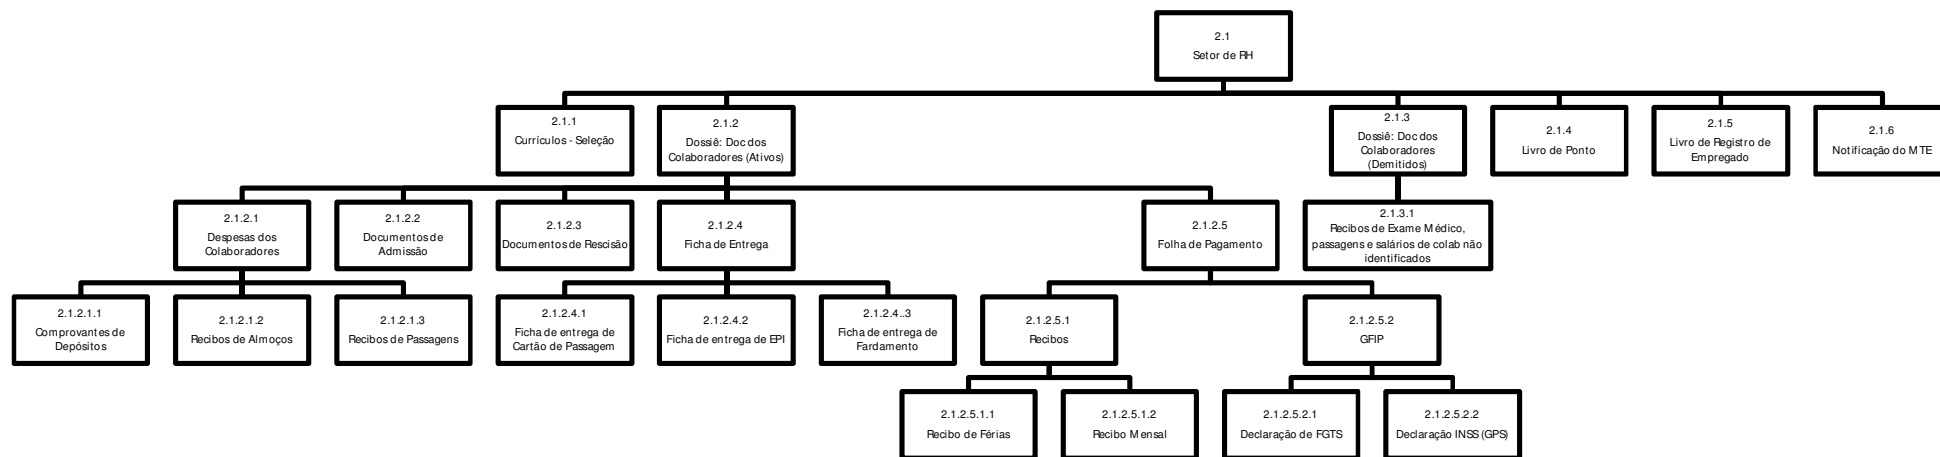 2.1
Setor de RH
2.1.1
Currículos - Seleção
2.1.2
Dossiê: Doc dos
Colaboradores (Ativos)
2.1.3
Dossiê: Doc dos
Colaboradores
(Demitidos)
2.1.4
Livro de Ponto
2.1.5
Livro de Registro de
Empregado
2.1.6
Notificação do MTE
2.1.2.1
Despesas dos
Colaboradores
2.1.2.2
Documentos de
Admissão
2.1.2.3
Documentos de Rescisão
2.1.2.4
Ficha de Entrega
2.1.2.5
Folha de Pagamento
2.1.3.1
Recibos de Exame Médico,
passagens e salários de colab não
identificados
2.1.2.1.1
Comprovantes de
Depósitos
2.1.2.1.2
Recibos de Almoços
2.1.2.1.3
Recibos de Passagens
2.1.2.4.1
Ficha de entrega de
Cartão de Passagem
2.1.2.4.2
Ficha de entrega de EPI
2.1.2.4..3
Ficha de entrega de
Fardamento
2.1.2.5.1
Recibos
2.1.2.5.2
GFIP
2.1.2.5.1.1
Recibo de Férias
2.1.2.5.1.2
Recibo Mensal
2.1.2.5.2.1
Declaração de FGTS
2.1.2.5.2.2
Declaração INSS (GPS)